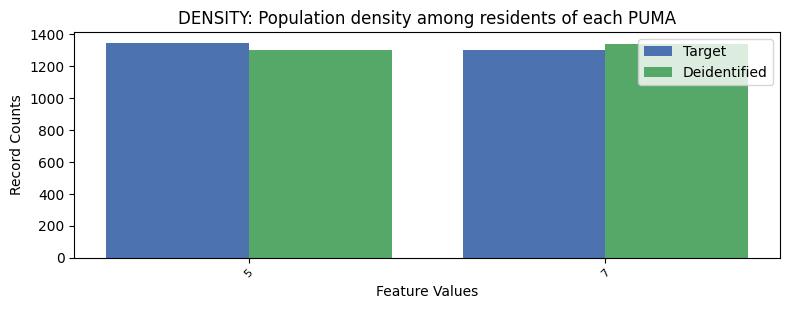 DENSITY: Population density among residents of each PUMA
Record Counts
1400
1200
1000
800
600
400
200
0
Target
Deidentified
5
7
Feature Values